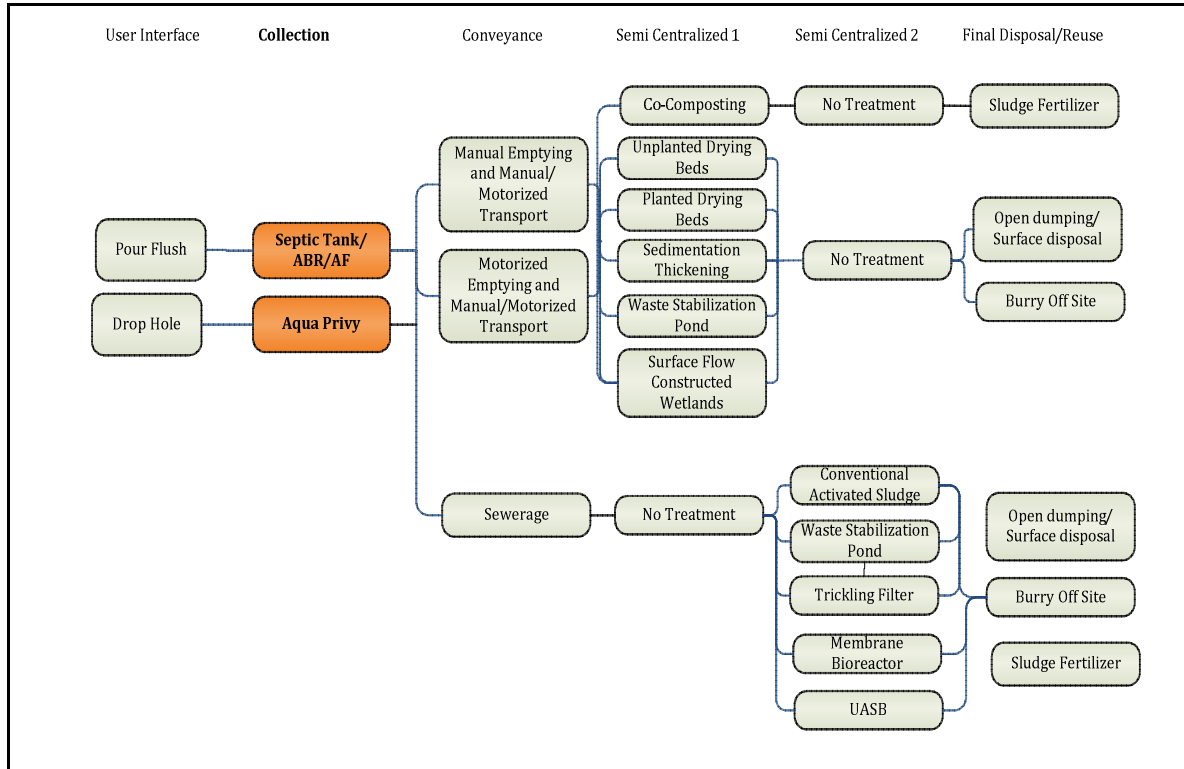 User Interface
Collection
Conveyance
Semi Centralized 1
Semi Centralized 2
Final Disposal/Reuse
Pour Flush
Drop Hole
Septic Tank/
ABR/AF
Aqua Privy
Manual Emptying
and Manual/
Motorized
Transport
Motorized
Emptying and
Manual/Motorized
Transport
Sewerage
Co-Composting
Unplanted Drying
Beds
Planted Drying
Beds
Sedimentation
Thickening
Waste Stabilization
Pond
Surface Flow
Constructed
Wetlands
No Treatment
No Treatment
No Treatment
Conventional
Activated Sludge
Waste Stabilization
Pond
Trickling Filter
Membrane
Bioreactor
UASB
Sludge Fertilizer
Open dumping/
Surface disposal
Burry Off Site
Open dumping/
Surface disposal
Burry Off Site
Sludge Fertilizer